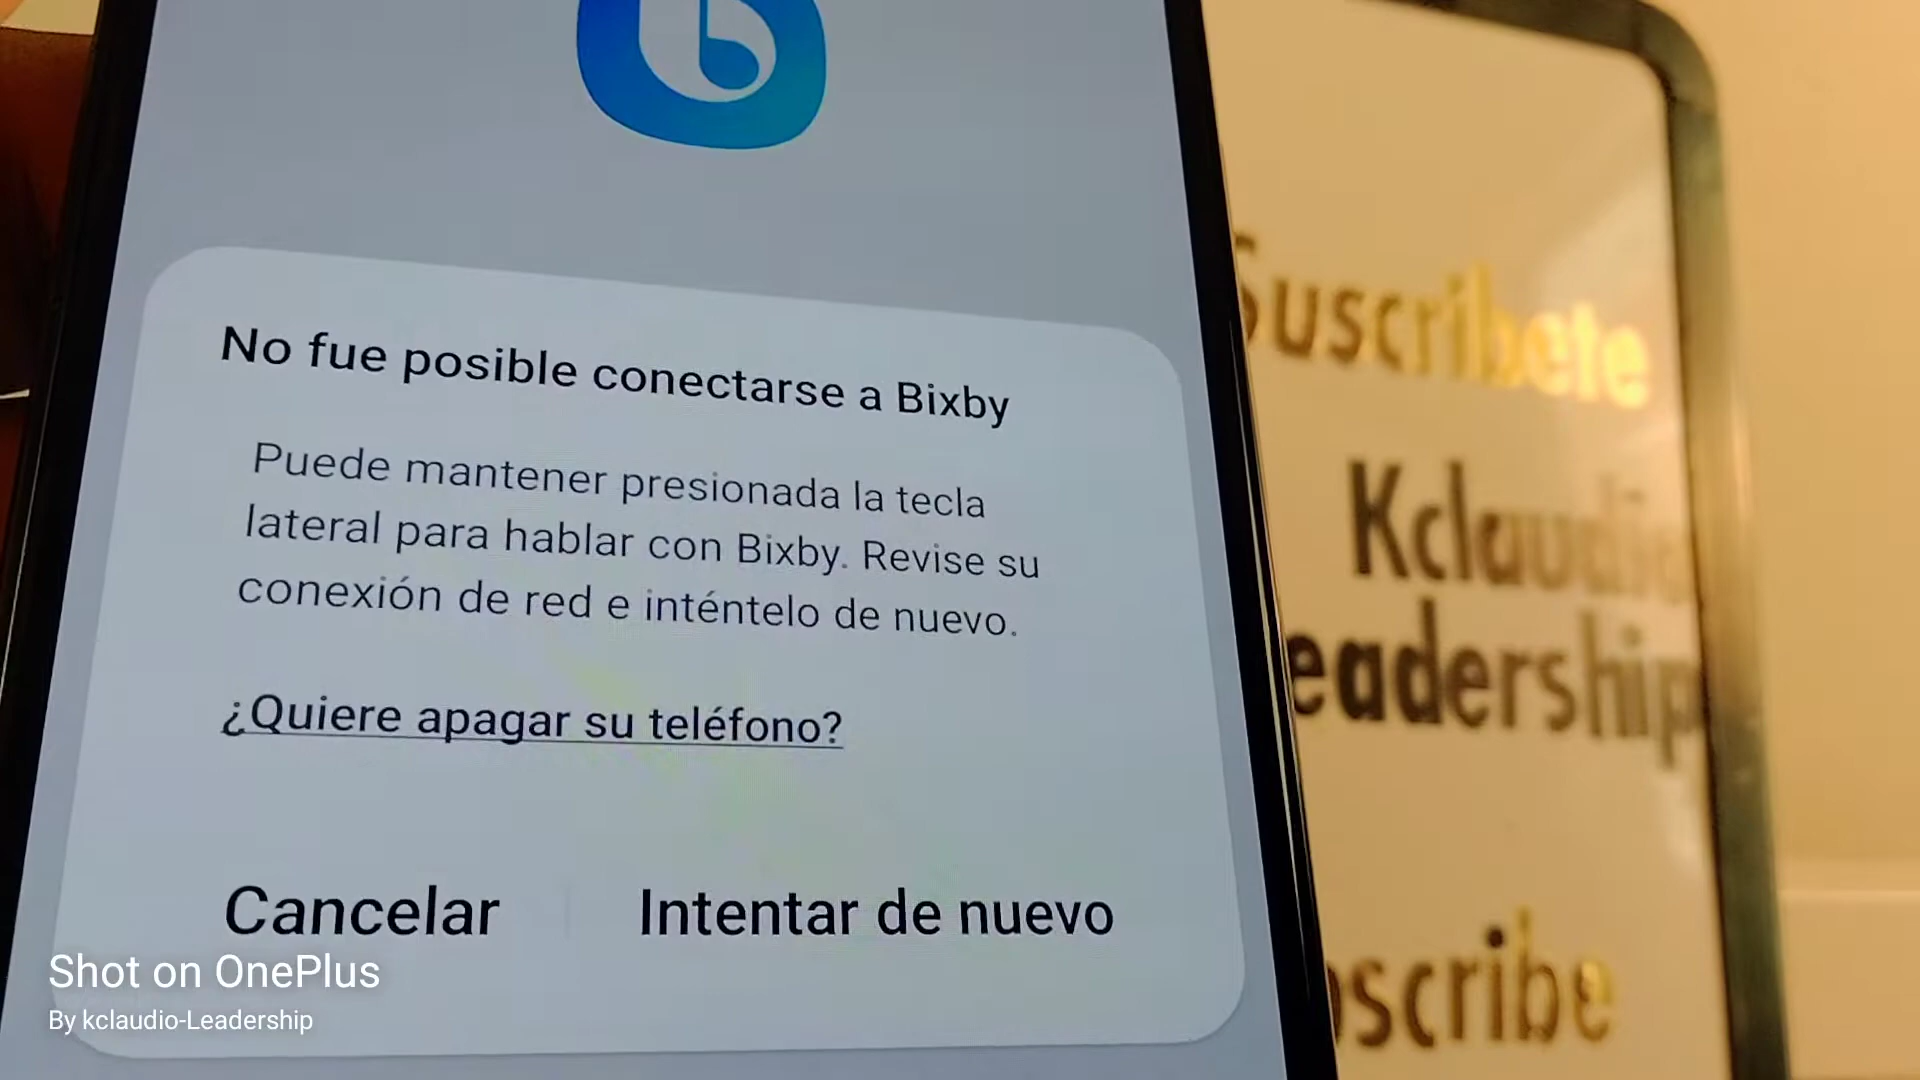 No fue posible conectarse a Bixby
Puede mantener presionada la tecla
lateral para hablar con Bixby. Revise su
conexión de red e inténtelo de nuevo.
¿Quiere apagar su teléfono?
Cancelar
Intentar de nuevo
Shot on OnePlus
By kclaudio-Leadership
Suscribete
Kclaudio
eadership
bscribe